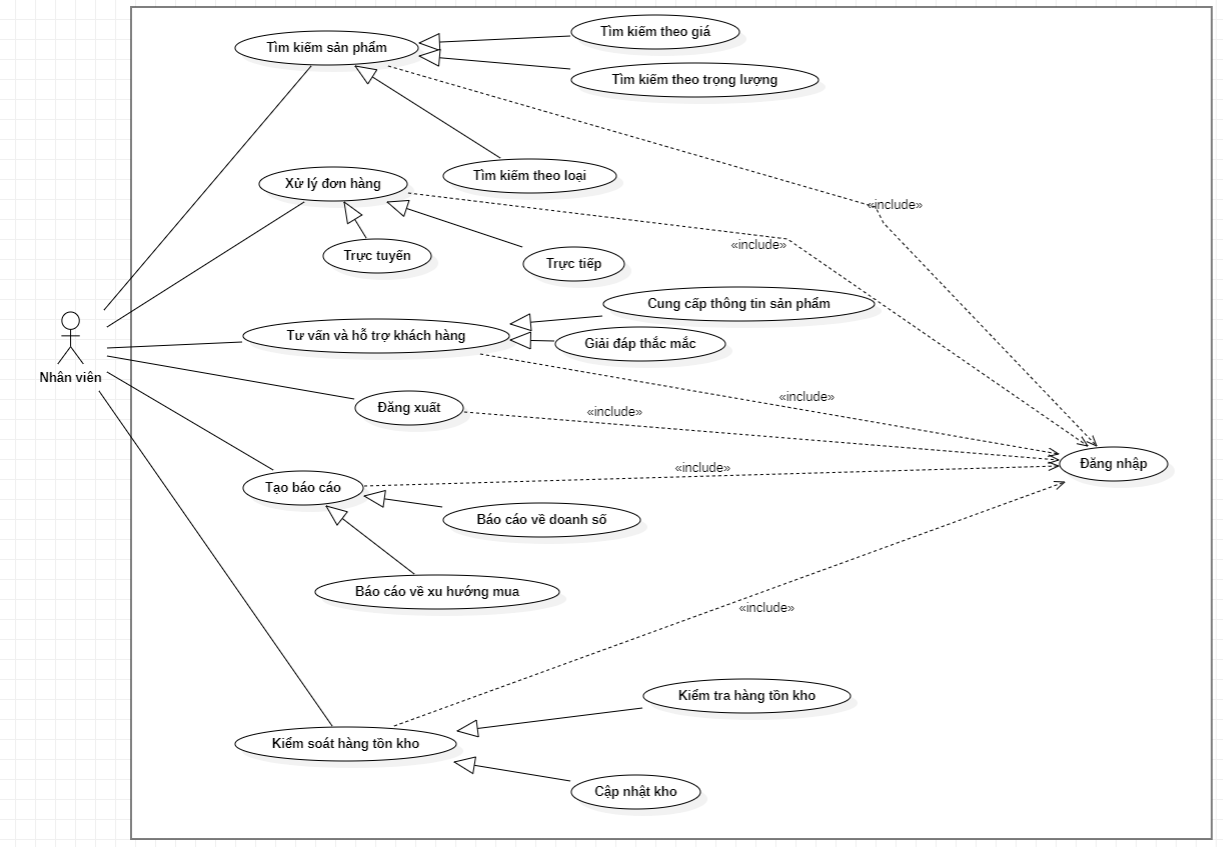 Tìm kiếm theo giá
Tìm kiếm sản phẩm
Tìm kiếm theo trọng lượng
Tìm kiếm theo loại
Xử lý đơn hàng
«include»
«include»
Trực tuyến
Trực tiếp
Cung cấp thông tin sản phẩm
Tư vấn và hỗ trợ khách hàng
Giải đáp thắc mắc
Nhân viên
«include»
Đăng xuất
«include»
Đăng nhập
«include»
Tạo báo cáo
Báo cáo về doanh số
Báo cáo về xu hướng mua
«include»
Kiểm tra hàng tồn kho
Kiểm soát hàng tồn kho
Cập nhật kho